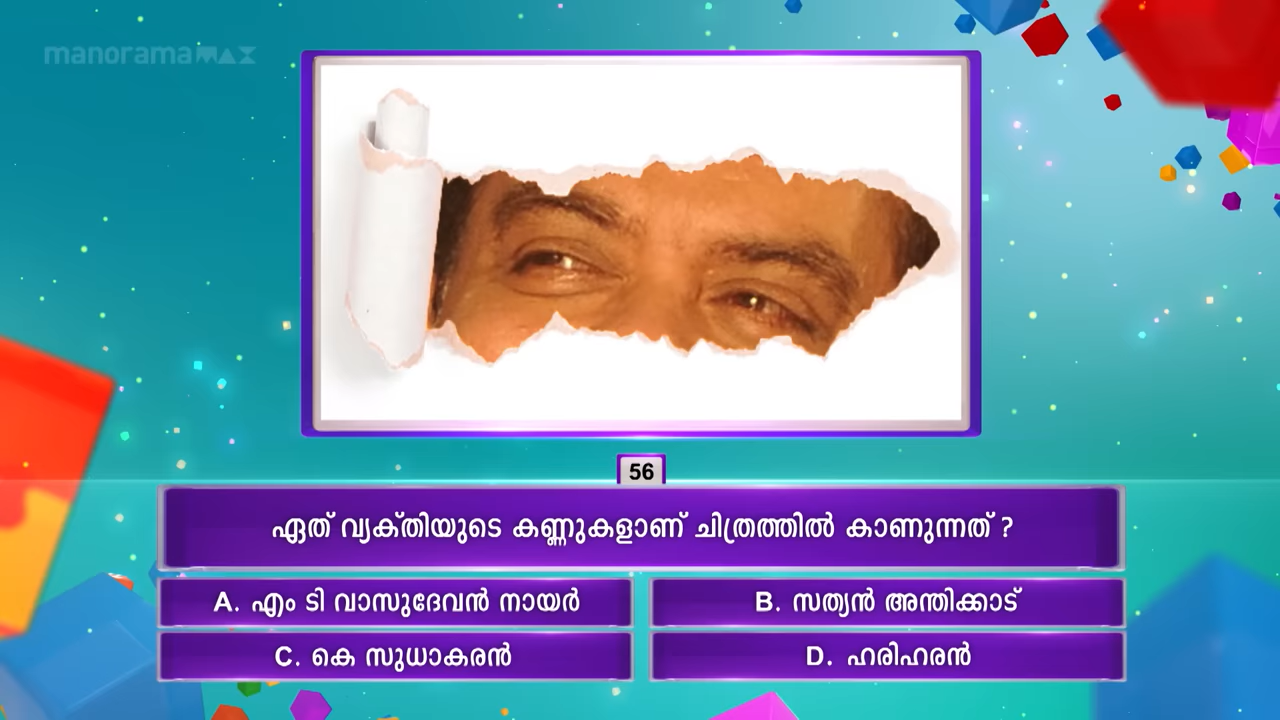 manoramaMAX
56
ഏത് വ്യക്തിയുടെ കണ്ണുകളാണ് ചിത്രത്തിൽ കാണുന്നത് ?
A. എം ടി വാസുദേവൻ നായർ
B. സത്യൻ അന്തിക്കാട്
C. കെ സുധാകരൻ
D. ഹരിഹരൻ